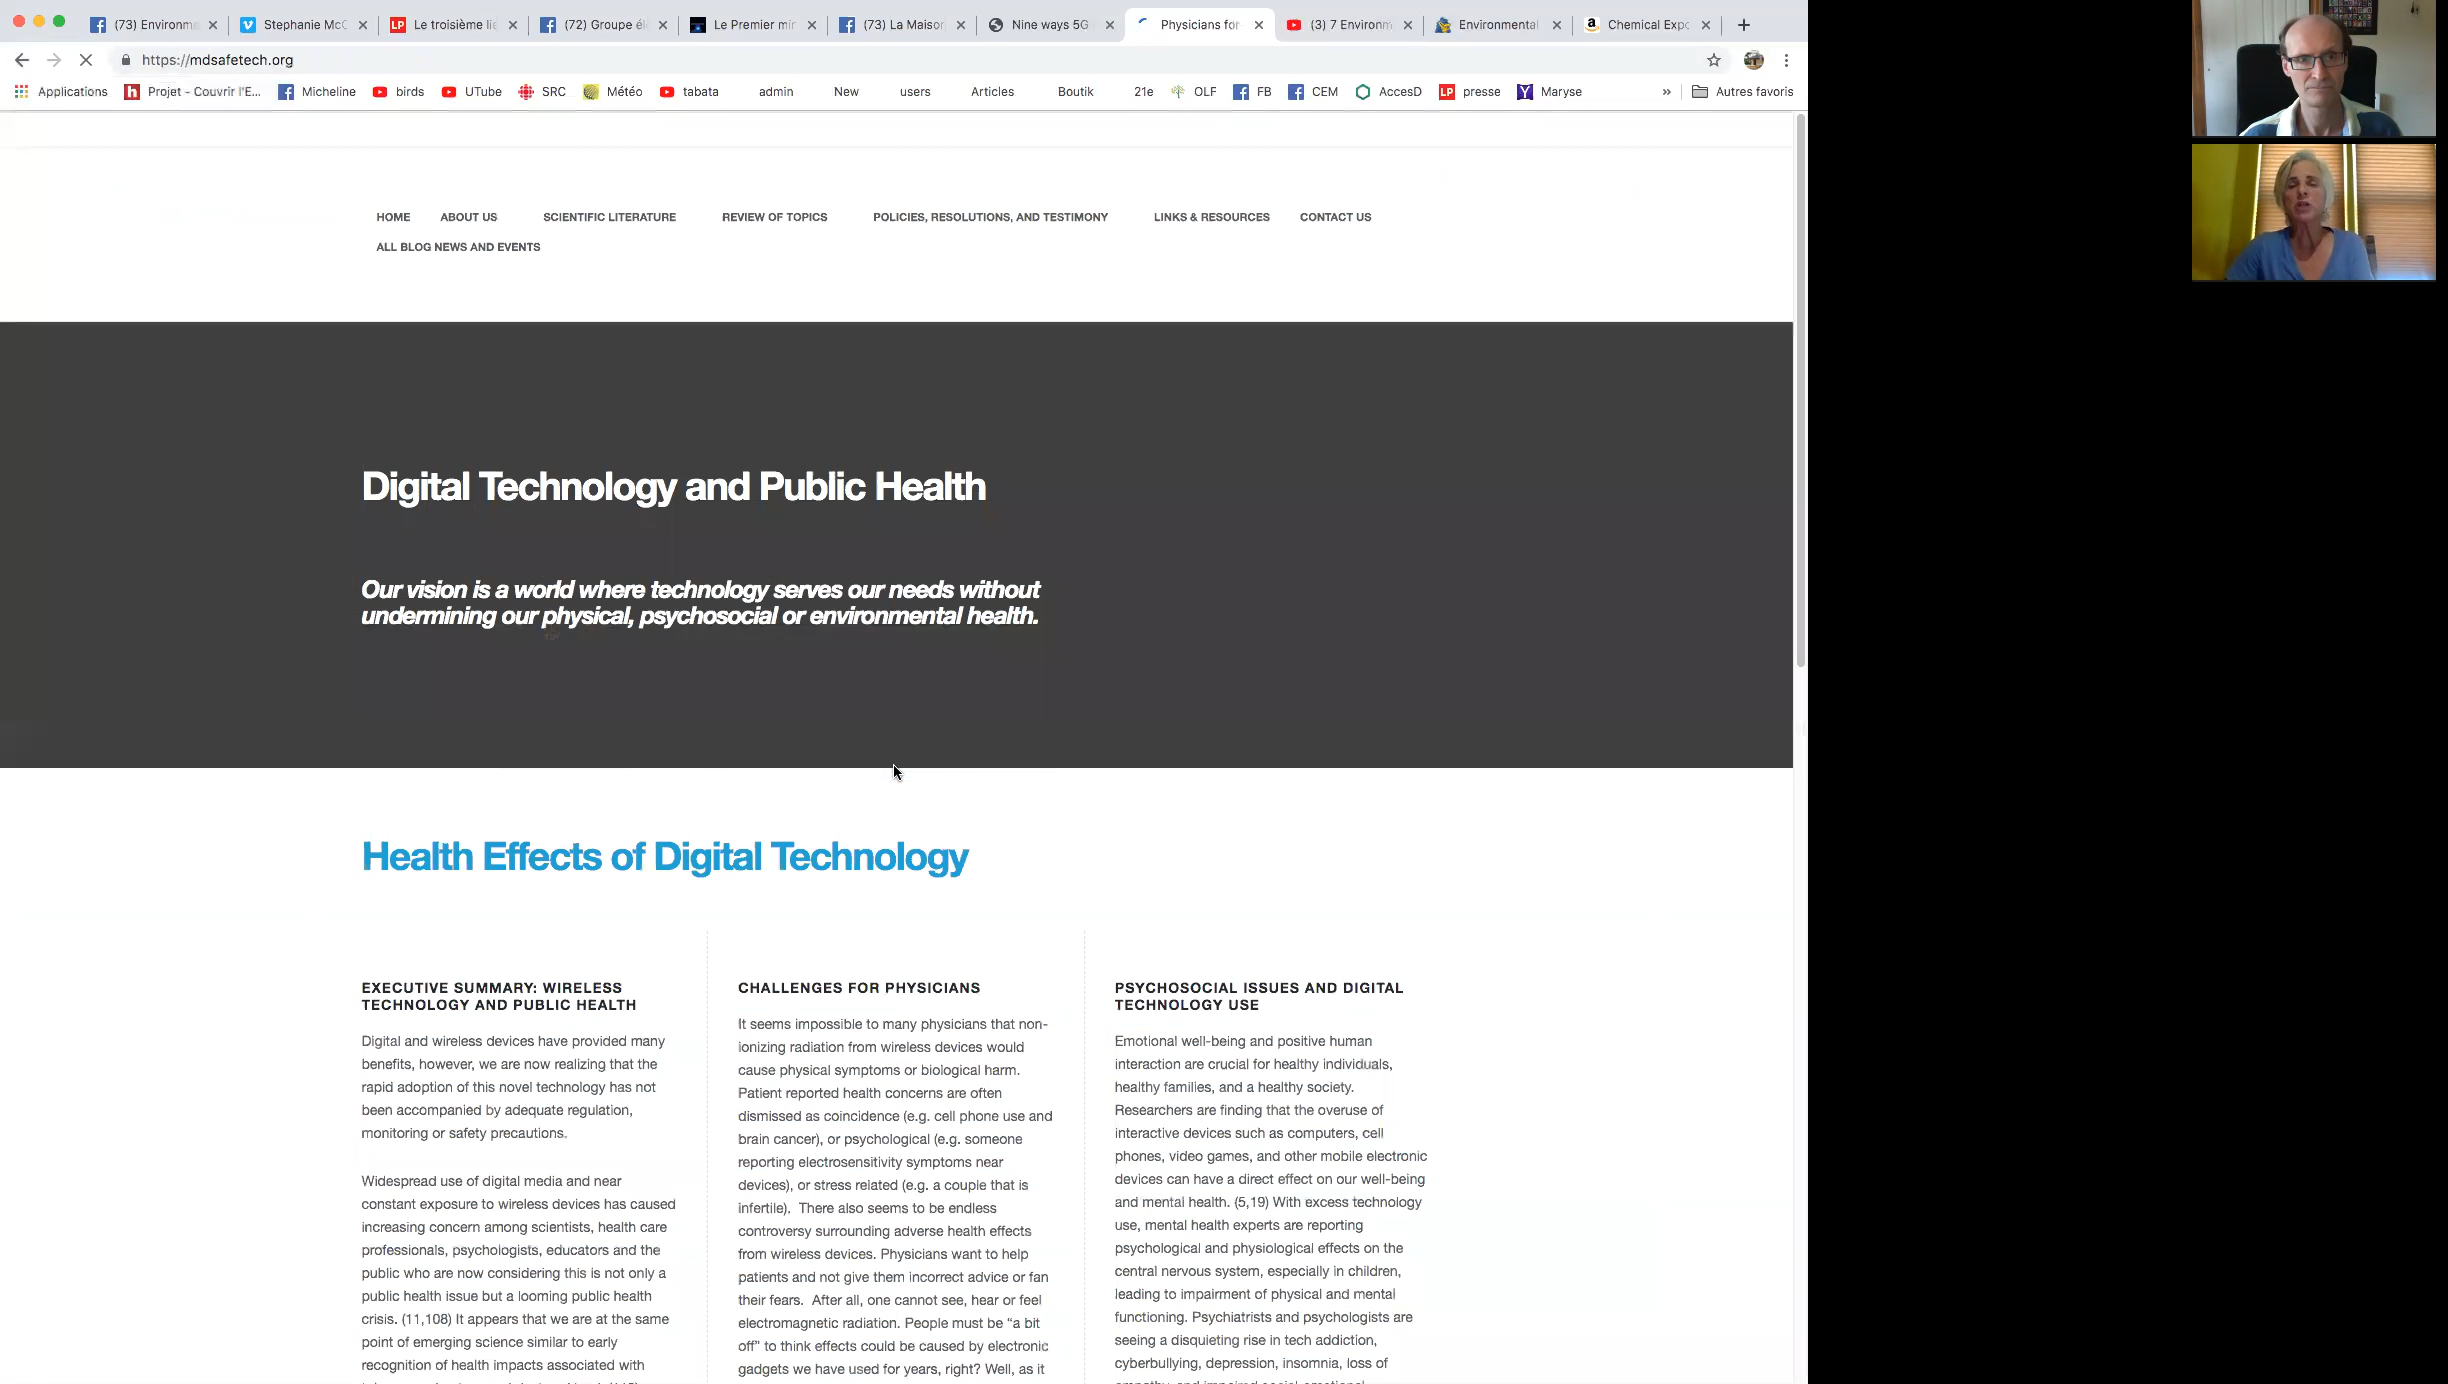 (73) Environm
Stephanie McC
Le troisième lie
(72) Groupe él
Le Premier min
(73) La Maison
Nine ways 5G
Physicians for
(3) 7 Environm
Environmental
Chemical Expo
https://mdsafetech.org
Applications
Projet - Couvrir l'E...
Micheline
birds
UTube
SRC
Météo
tabata
admin
New
users
Articles
Boutik
21e
OLF
FB
CEM
AccesD
LP presse
Maryse
»
Autres favoris
HOME ABOUT US SCIENTIFIC LITERATURE REVIEW OF TOPICS POLICIES, RESOLUTIONS, AND TESTIMONY LINKS & RESOURCES CONTACT US
ALL BLOG NEWS AND EVENTS
Digital Technology and Public Health
Our vision is a world where technology serves our needs without
undermining our physical, psychosocial or environmental health.
Health Effects of Digital Technology
EXECUTIVE SUMMARY: WIRELESS
TECHNOLOGY AND PUBLIC HEALTH
Digital and wireless devices have provided many
benefits, however, we are now realizing that the
rapid adoption of this novel technology has not
been accompanied by adequate regulation,
monitoring or safety precautions.
Widespread use of digital media and near
constant exposure to wireless devices has caused
increasing concern among scientists, health care
professionals, psychologists, educators and the
public who are now considering this is not only a
public health issue but a looming public health
crisis. (11,108) It appears that we are at the same
point of emerging science similar to early
recognition of health impacts associated with
CHALLENGES FOR PHYSICIANS
It seems impossible to many physicians that non-
ionizing radiation from wireless devices would
cause physical symptoms or biological harm.
Patient reported health concerns are often
dismissed as coincidence (e.g. cell phone use and
brain cancer), or psychological (e.g. someone
reporting electrosensitivity symptoms near
devices), or stress related (e.g. a couple that is
infertile).  There also seems to be endless
controversy surrounding adverse health effects
from wireless devices. Physicians want to help
patients and not give them incorrect advice or fan
their fears.  After all, one cannot see, hear or feel
electromagnetic radiation. People must be “a bit
off” to think effects could be caused by electronic
gadgets we have used for years, right? Well, as it
PSYCHOSOCIAL ISSUES AND DIGITAL
TECHNOLOGY USE
Emotional well-being and positive human
interaction are crucial for healthy individuals,
healthy families, and a healthy society.
Researchers are finding that the overuse of
interactive devices such as computers, cell
phones, video games, and other mobile electronic
devices can have a direct effect on our well-being
and mental health. (5,19) With excess technology
use, mental health experts are reporting
psychological and physiological effects on the
central nervous system, especially in children,
leading to impairment of physical and mental
functioning. Psychiatrists and psychologists are
seeing a disquieting rise in tech addiction,
cyberbullying, depression, insomnia, loss of